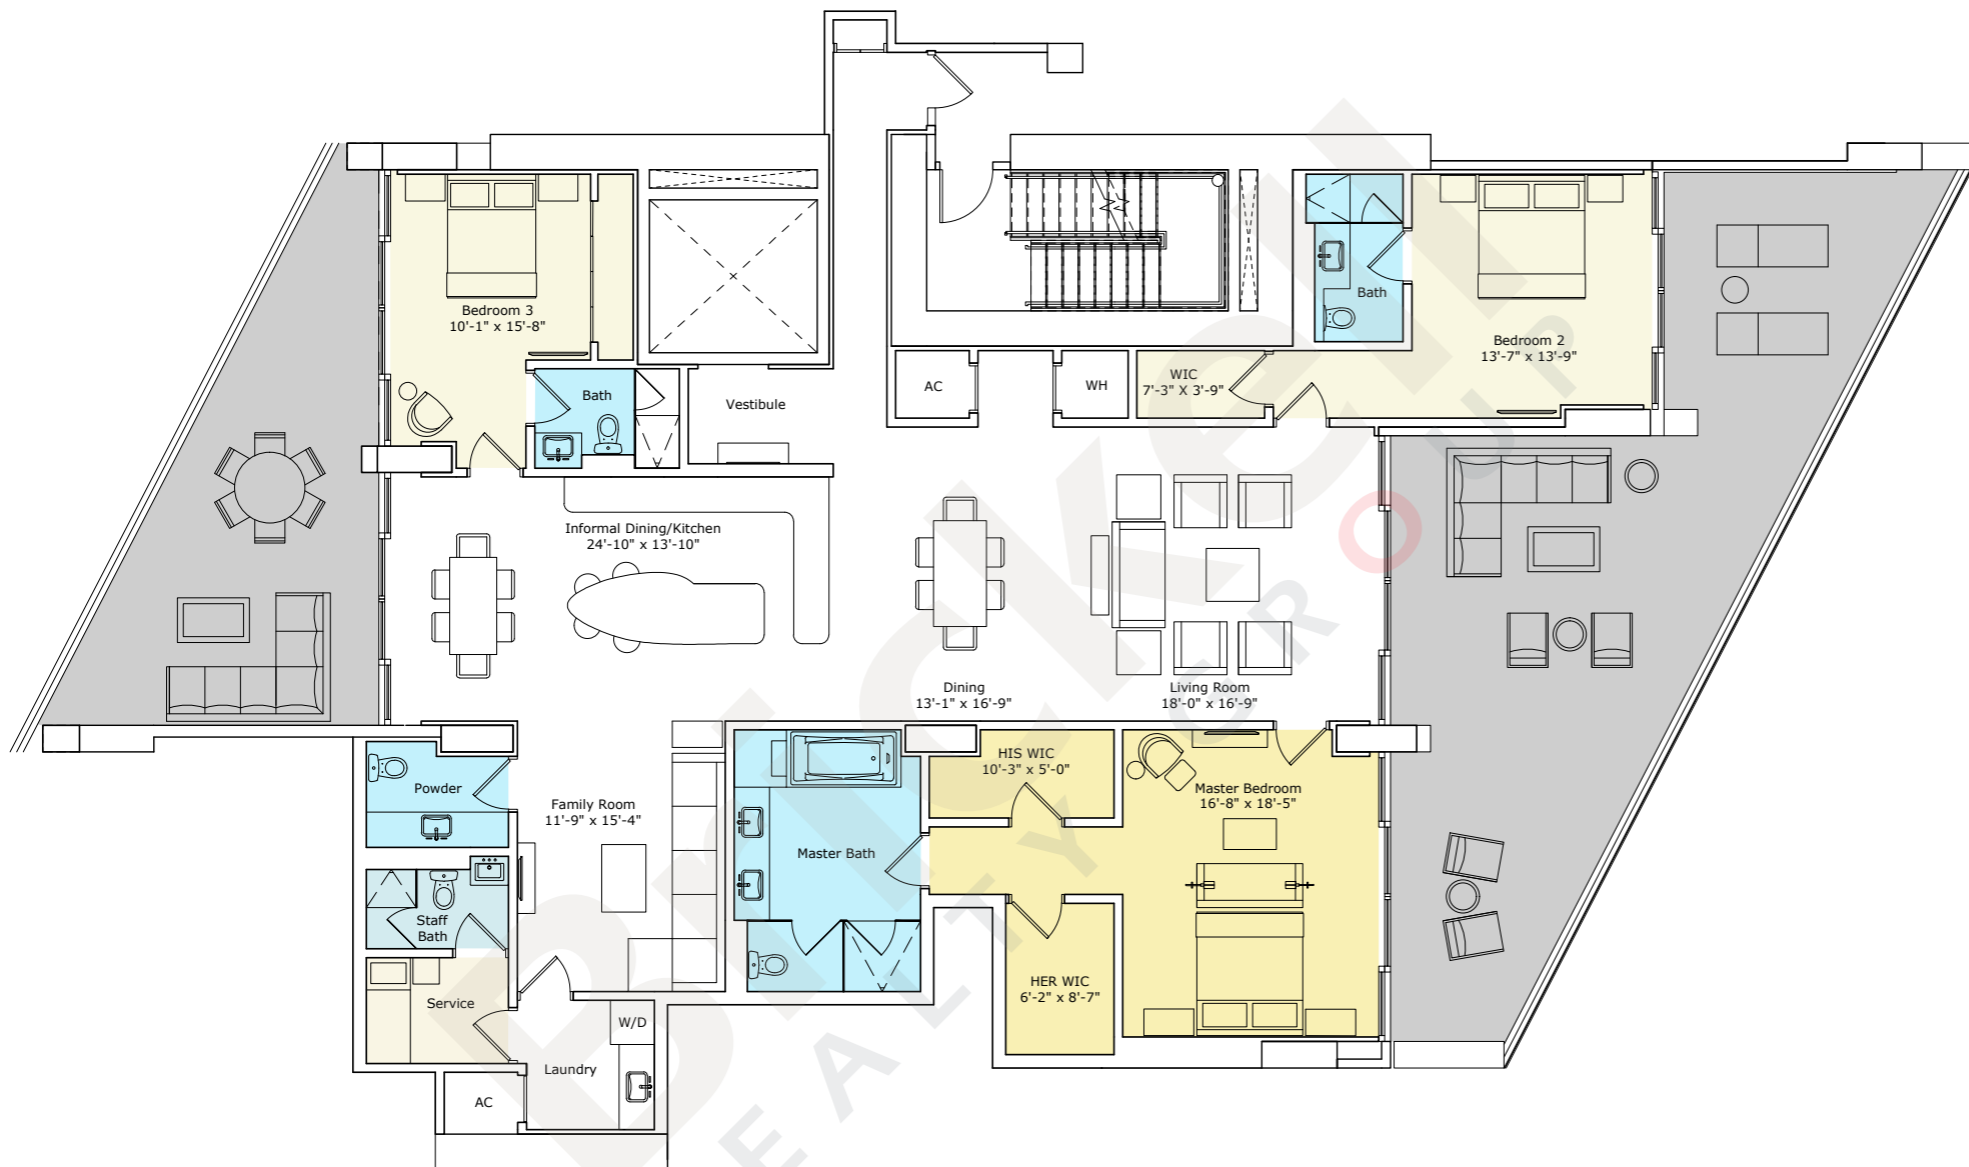 Bedroom 3
10'-1" x 15'-8"
Bath
Vestibule
AC
WH
WIC
7'-3" X 3'-9"
Bath
Bedroom 2
13'-7" x 13'-9"
Informal Dining/Kitchen
24'-10" x 13'-10"
Dining
13'-1" x 16'-9"
Living Room
18'-0" x 16'-9"
Powder
Family Room
11'-9" x 15'-4"
Master Bath
HIS WIC
10'-3" x 5'-0"
Master Bedroom
16'-8" x 18'-5"
Staff
Bath
Service
HER WIC
6'-2" x 8'-7"
W/D
Laundry
AC
Brickell
EALTY GROUP